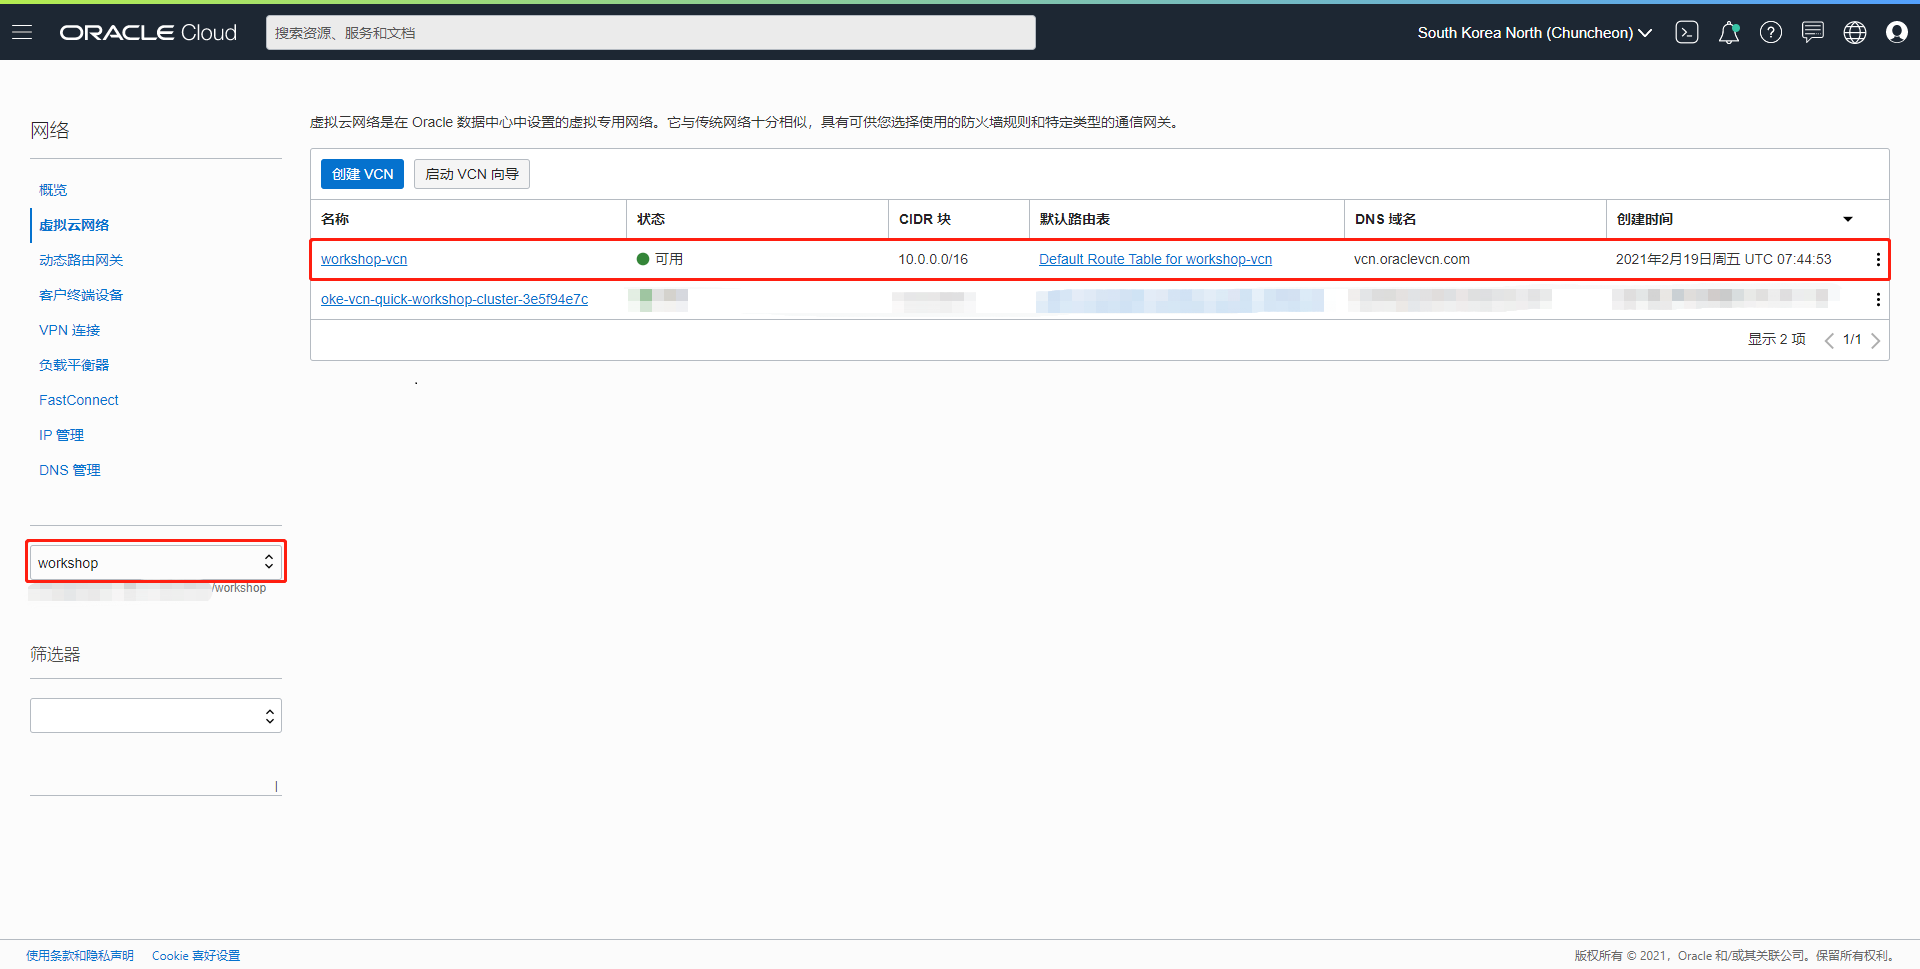 ORACLE Cloud
搜索资源、服务和文档
South Korea North (Chuncheon)
网络
概览
虚拟云网络
动态路由网关
客户终端设备
VPN 连接
负载平衡器
FastConnect
IP 管理
DNS 管理
workshop
/workshop
筛选器
虚拟云网络是在 Oracle 数据中心中设置的虚拟专用网络。它与传统网络十分相似，具有可供您选择使用的防火墙规则和特定类型的通信网关。
创建 VCN 启动 VCN 向导
名称 状态 CIDR 块 默认路由表 DNS 域名 创建时间
workshop-vcn 可用 10.0.0.0/16 Default Route Table for workshop-vcn vcn.oraclevcn.com 2021年2月19日周五 UTC 07:44:53
oke-vcn-quick-workshop-cluster-3e5f94e7c
显示 2 项 1/1
使用条款和隐私声明 Cookie 喜好设置
版权所有 © 2021，Oracle 和/或其关联公司。保留所有权利。